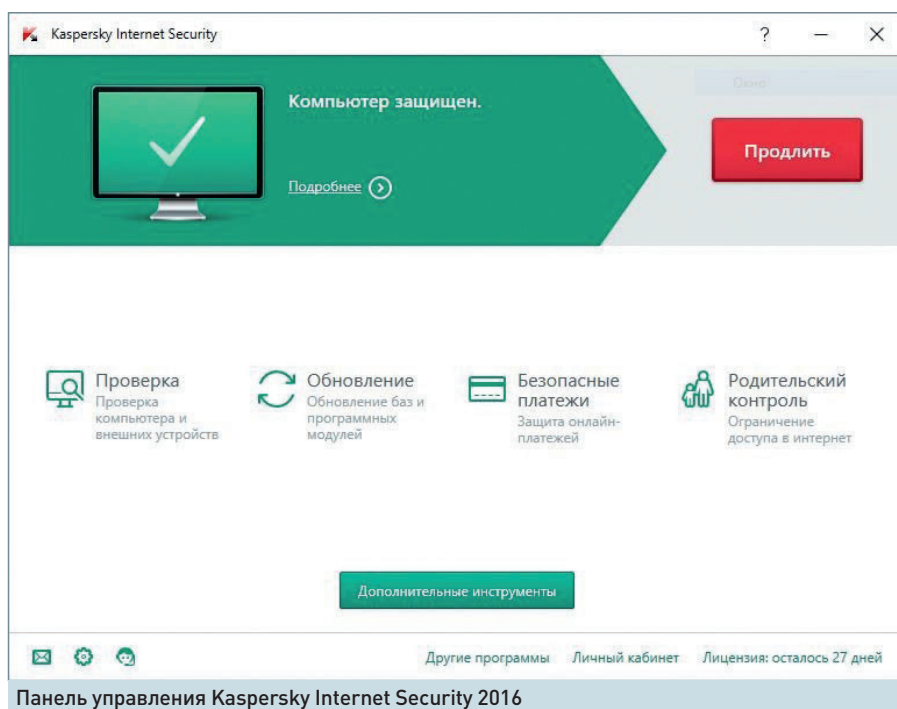 Kaspersky Internet Security
?
Компьютер защищен.
Окно
Продлить
Подробнее
Проверка
Проверка
компьютера и
внешних устройств
Обновление
Обновление баз и
программных
модулей
Безопасные
платежи
Защита онлайн-
платежей
Родительский
контроль
Ограничение
доступа в интернет
Дополнительные инструменты
Другие программы
Личный кабинет
Лицензия: осталось 27 дней
Панель управления Kaspersky Internet Security 2016